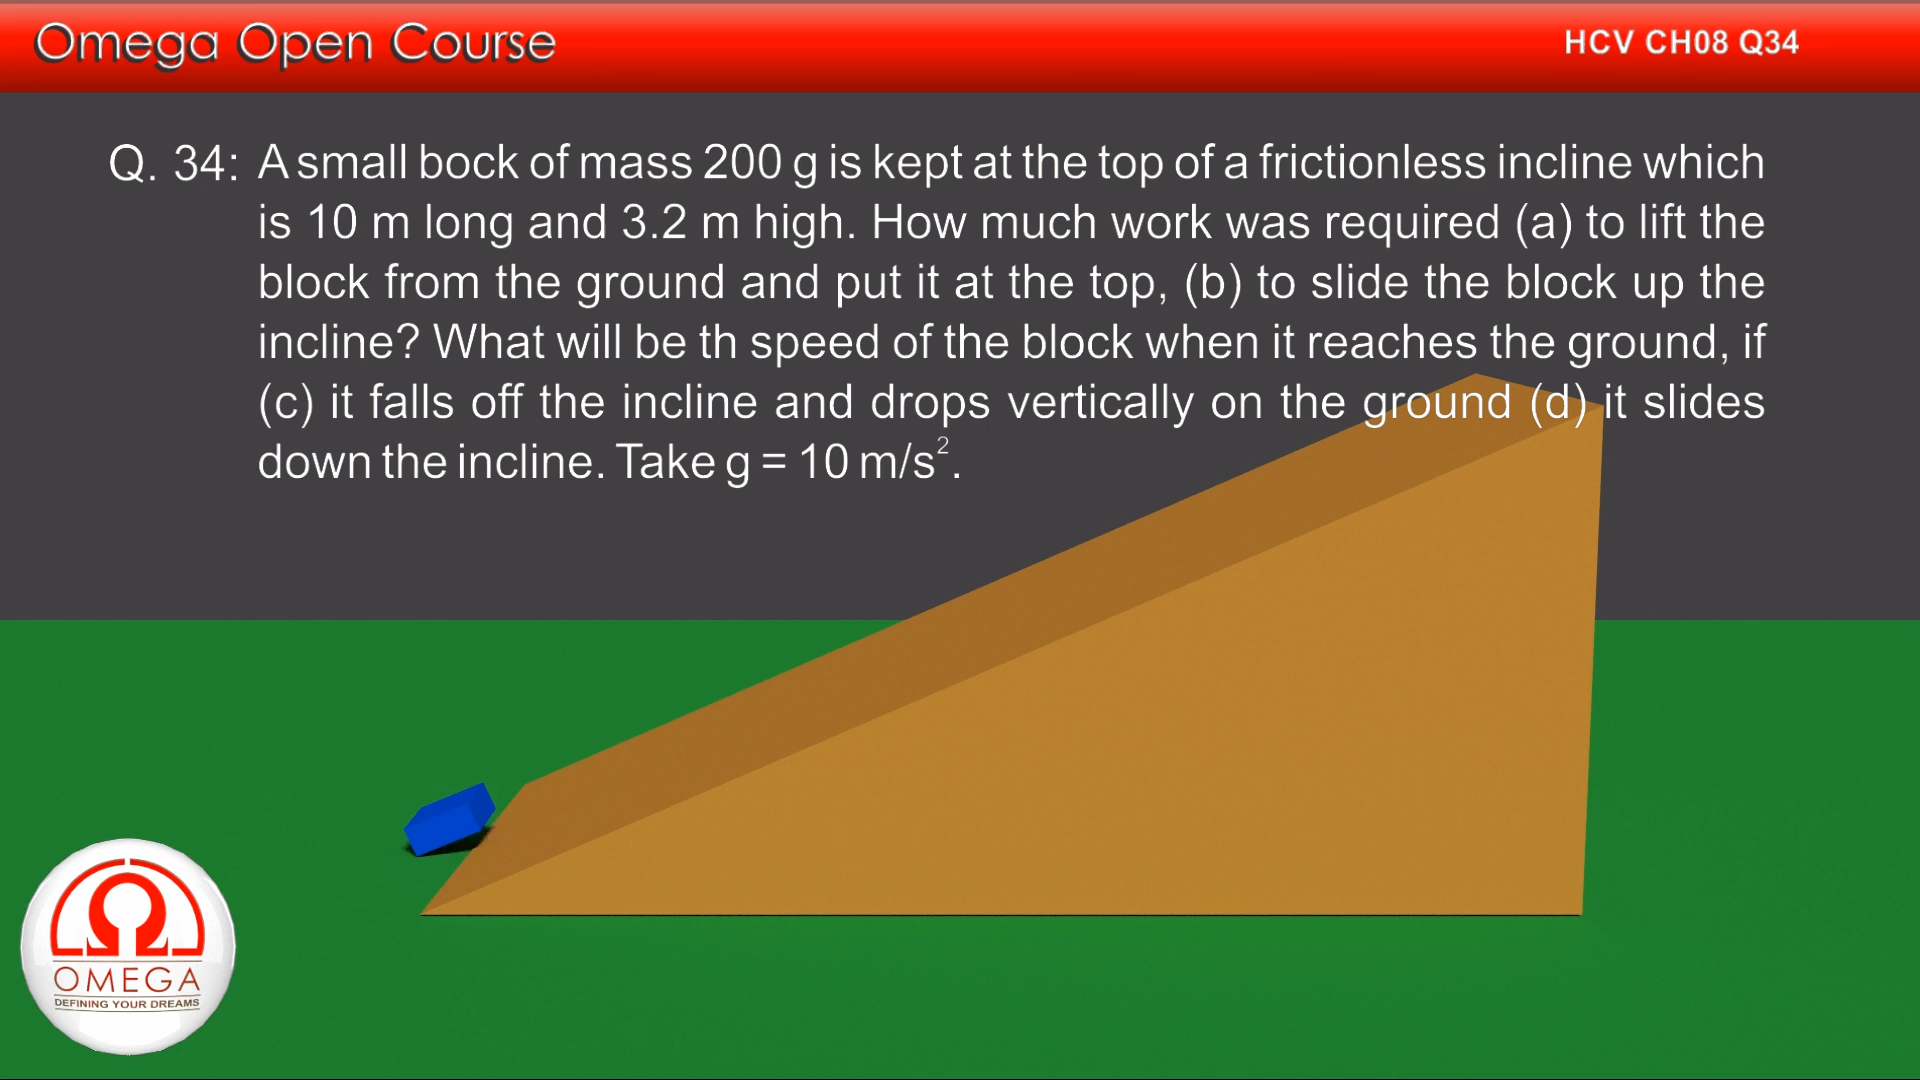 Omega Open Course
HCV CH08 Q34
Q. 34: A small bock of mass 200 g is kept at the top of a frictionless incline which
is 10 m long and 3.2 m high. How much work was required (a) to lift the
block from the ground and put it at the top, (b) to slide the block up the
incline? What will be th speed of the block when it reaches the ground, if
(c) it falls off the incline and drops vertically on the ground (d) it slides
down the incline. Take g = 10 m/s².
OMEGA
DEFINING YOUR DREAMS